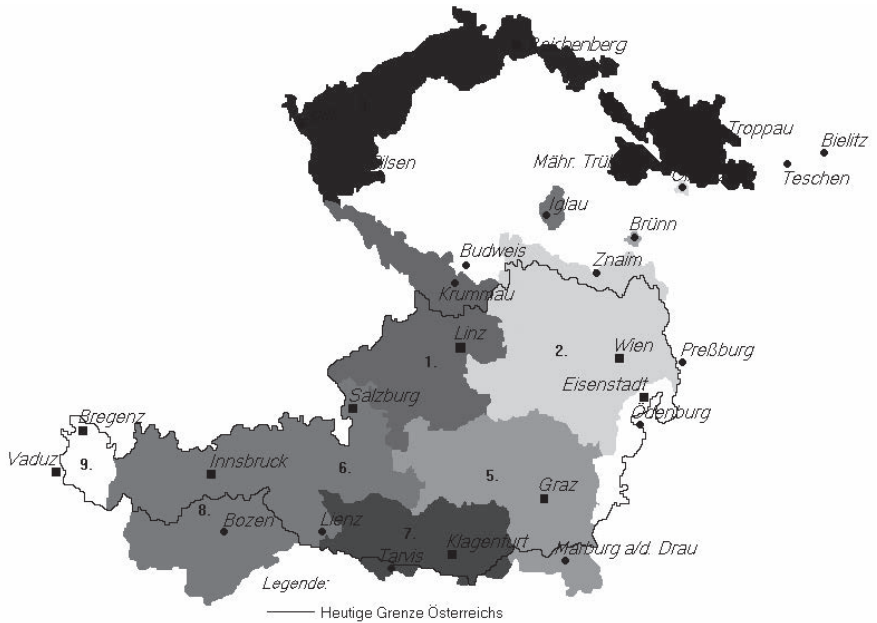 Reichenberg
Pilsen
Troppau
Bielitz
Mähr.
Teschen
Iglau
Brünn
Budweis
Znaim
Krummau
Linz
1.
2.
Wien
Preßburg
Eisenstadt
Salzburg
Ödenburg
Bregenz
Vaduz
9.
Innsbruck
6.
5.
Graz
8.
Bozen
Lienz
7.
Klagenfurt
Tarvis
Marburg a/d. Drau
Legende:
Heutige Grenze Österreichs